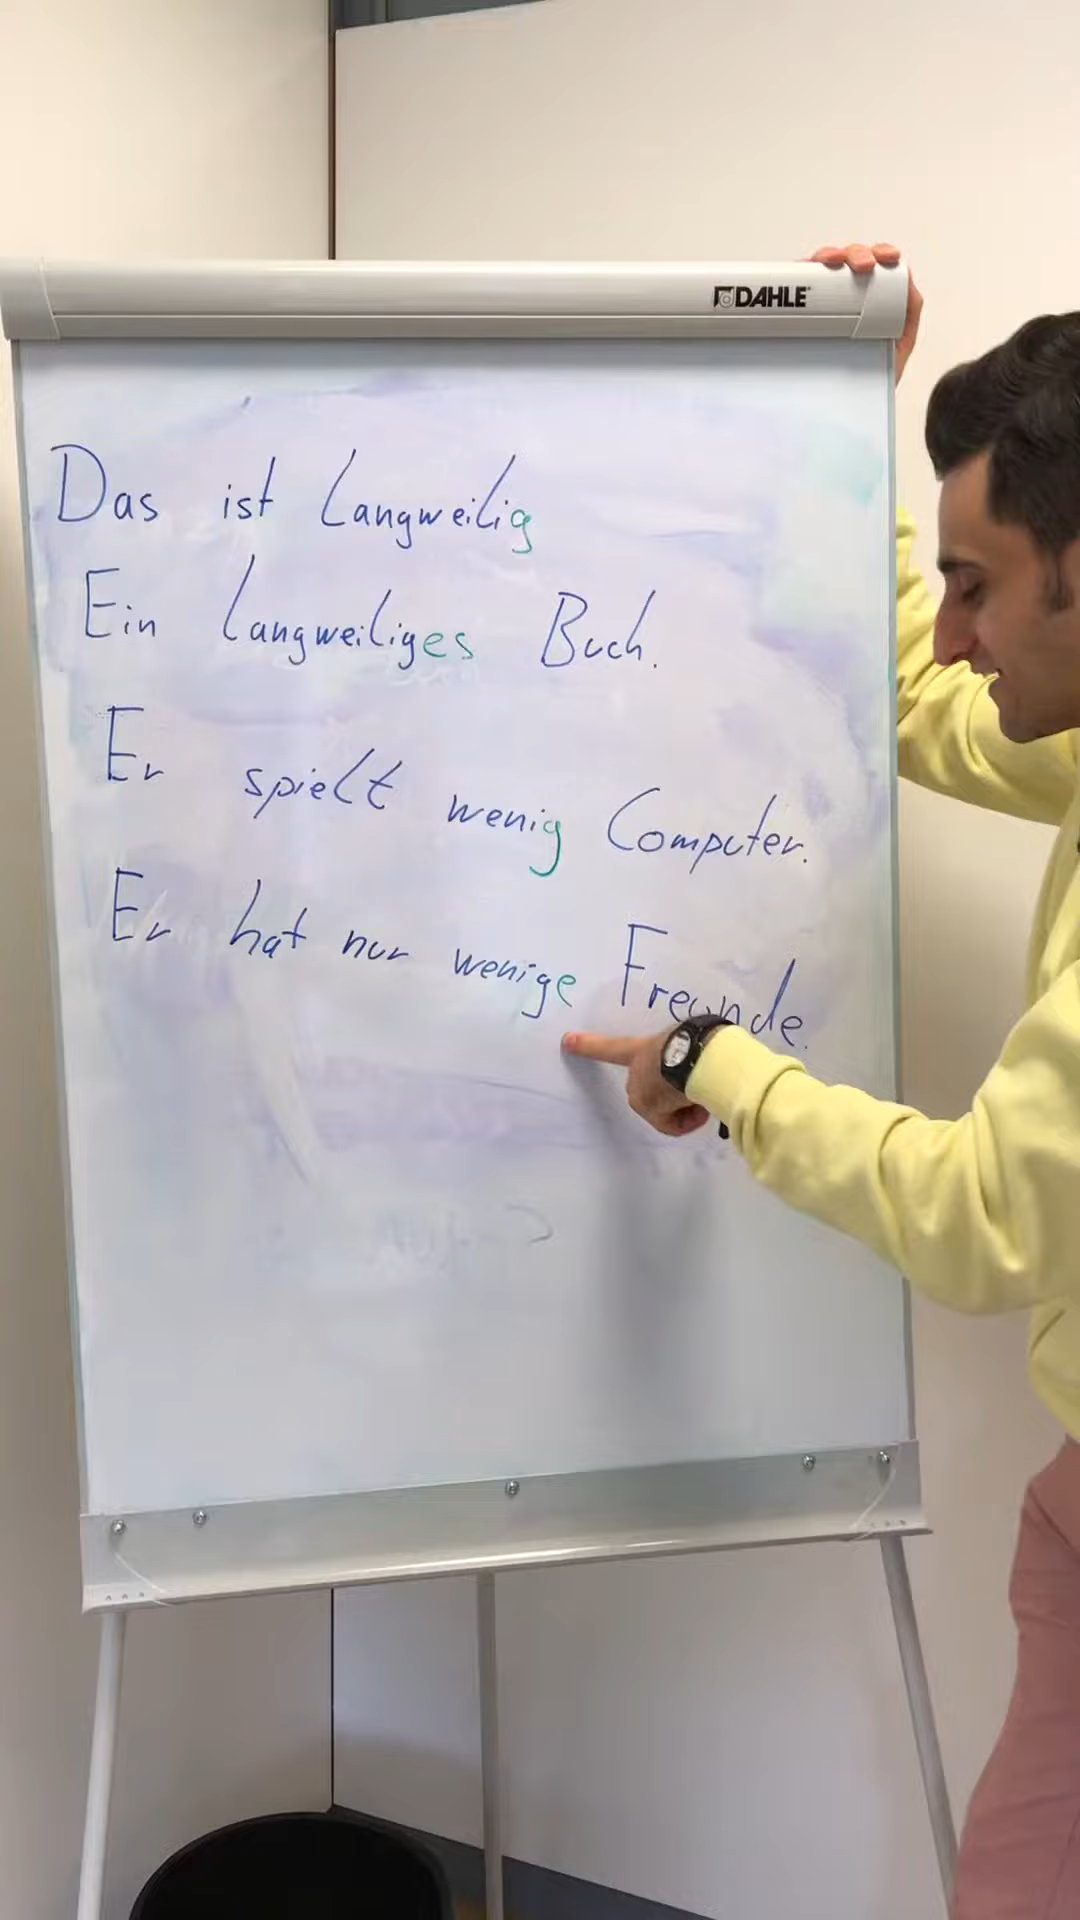 DAHLE
Das ist langweilig
Ein langweiliges Buch.
Er spielt wenig Computer.
Er hat nur wenige Freunde.